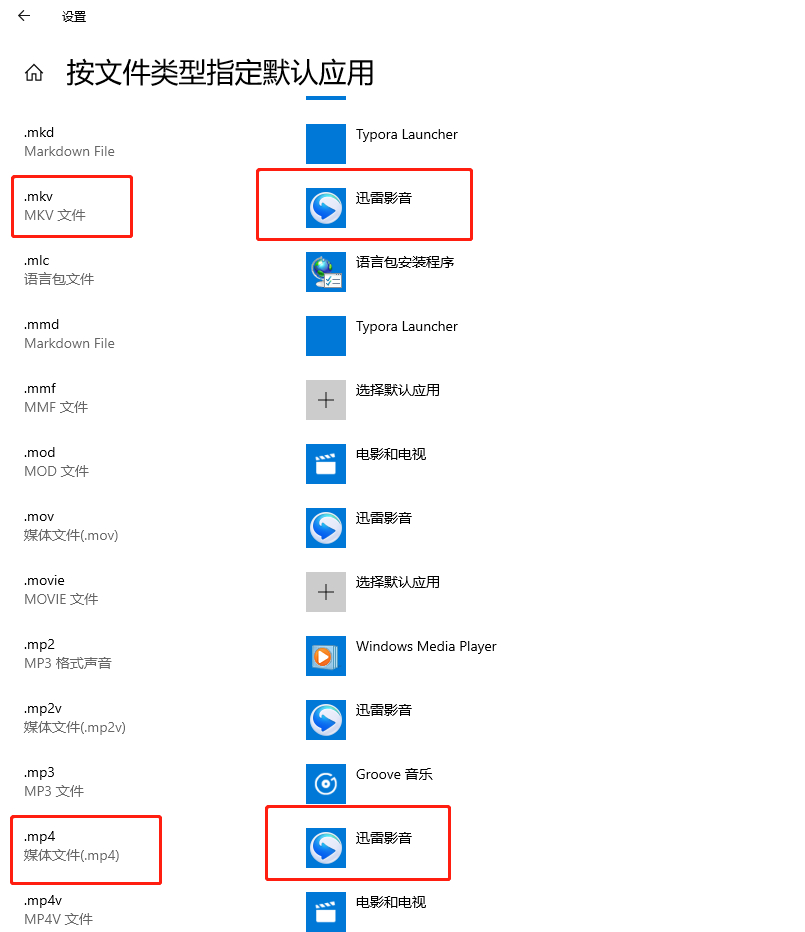 设置
按文件类型指定默认应用
.mkd
Markdown File
Typora Launcher
.mkv
MKV 文件
迅雷影音
.mlc
语言包文件
语言包安装程序
.mmd
Markdown File
Typora Launcher
.mmf
MMF 文件
选择默认应用
.mod
MOD 文件
电影和电视
.mov
媒体文件(.mov)
迅雷影音
.movie
MOVIE 文件
选择默认应用
.mp2
MP3 格式声音
Windows Media Player
.mp2v
媒体文件(.mp2v)
迅雷影音
.mp3
MP3 文件
Groove 音乐
.mp4
媒体文件(.mp4)
迅雷影音
.mp4v
MP4V 文件
电影和电视